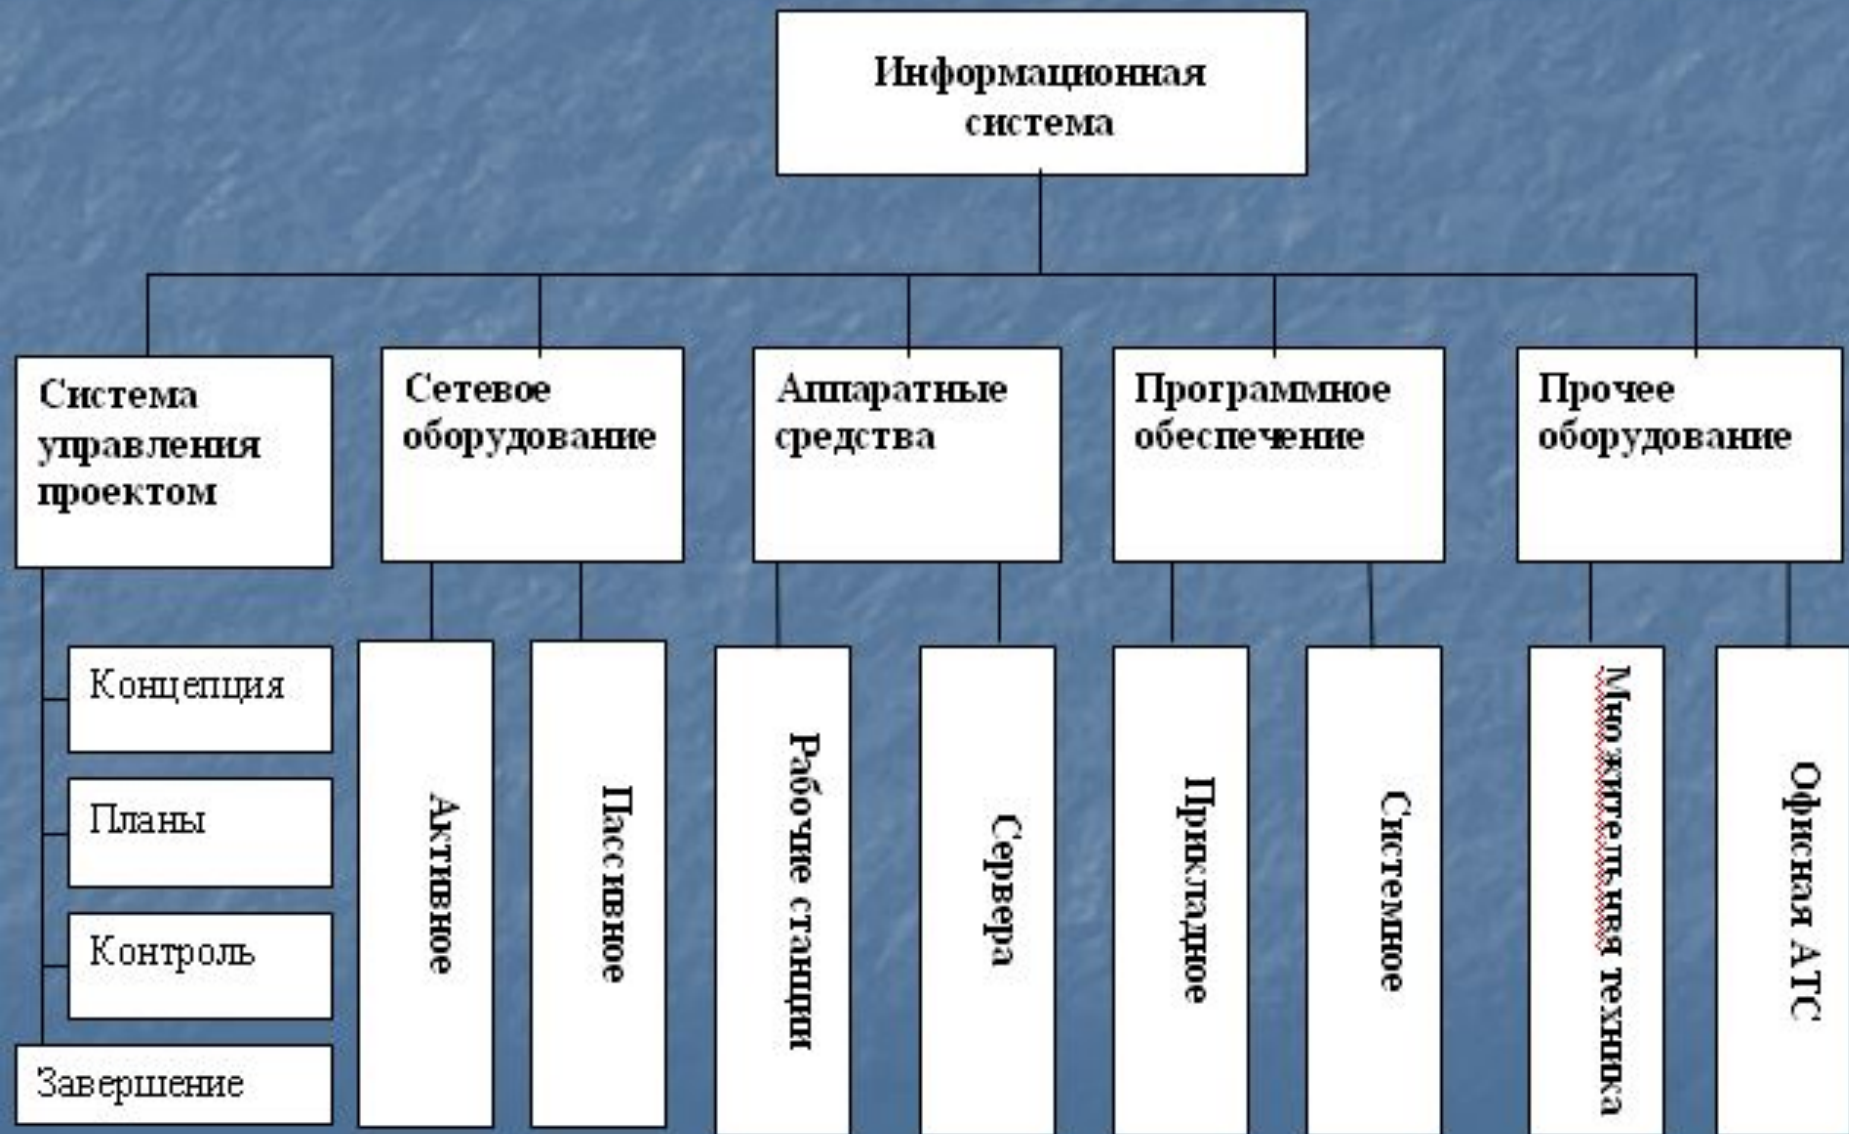 Информационная
система
Система
управления
проектом
Сетевое
оборудование
Аппаратные
средства
Программное
обеспечение
Прочее
оборудование
Концепция
Планы
Контроль
Завершение
Активное
Пассивное
Рабочие станции
Сервера
Прикладное
Системное
Множительнвя техника
Офисная АТС